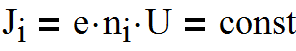 Jᵢ = e·nᵢ·U = const